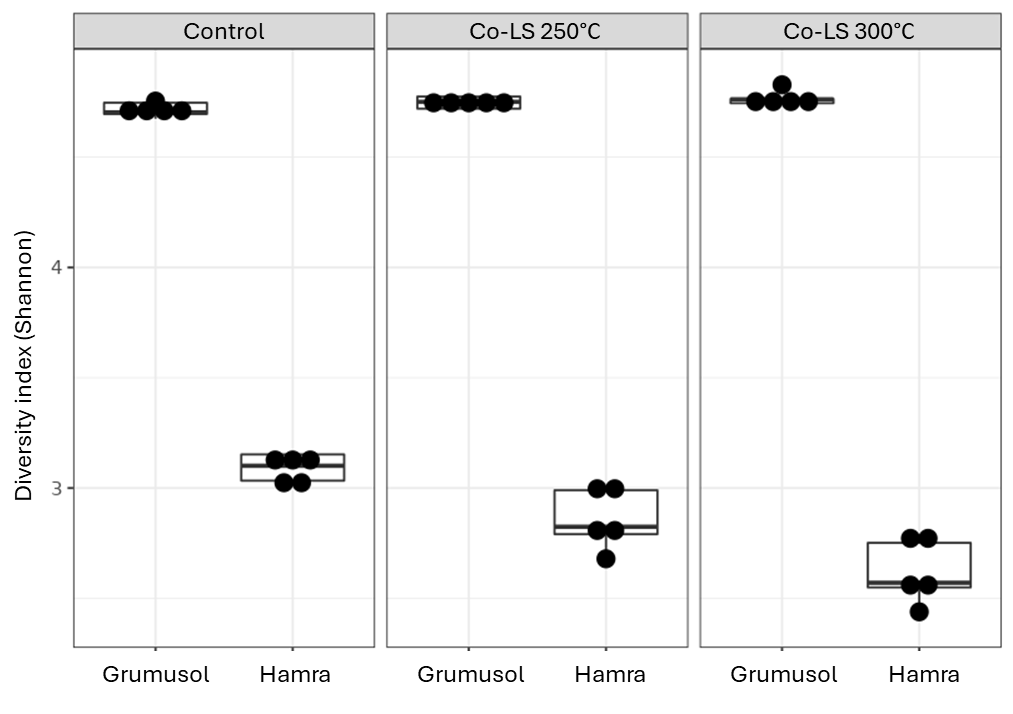 Control
Co-LS 250°C
Co-LS 300°C
Diversity index (Shannon)
4
3
Grumusol
Hamra
Grumusol
Hamra
Grumusol
Hamra